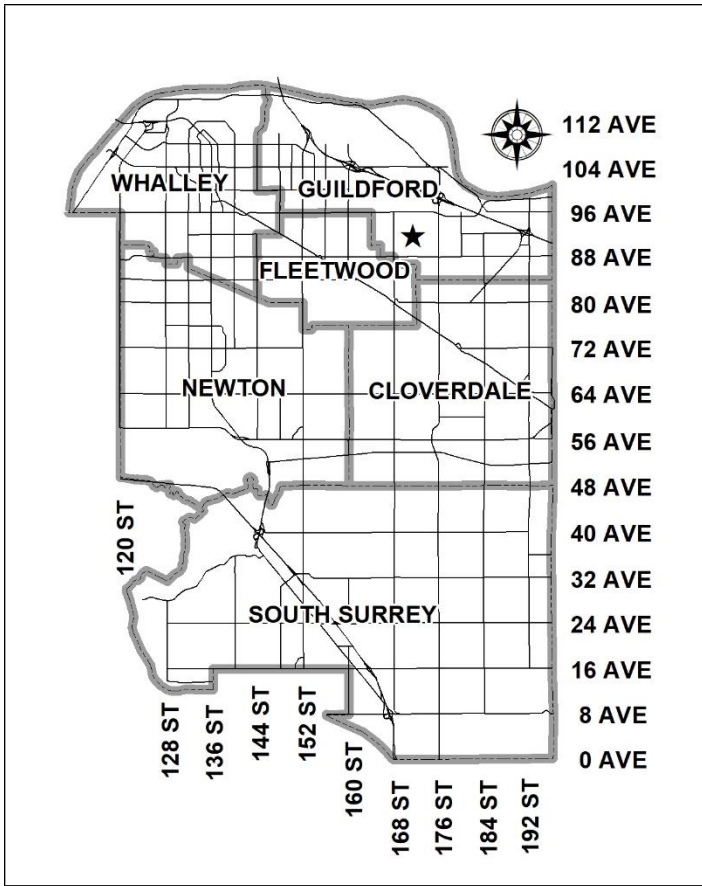 112 AVE
104 AVE
WHALLEY
GUILDFORD
96 AVE
88 AVE
FLEETWOOD
80 AVE
72 AVE
NEWTON
CLOVERDALE
64 AVE
56 AVE
48 AVE
120 ST
40 AVE
32 AVE
SOUTH SURREY
24 AVE
16 AVE
128 ST
136 ST
144 ST
152 ST
8 AVE
160 ST
0 AVE
168 ST
176 ST
184 ST
192 ST